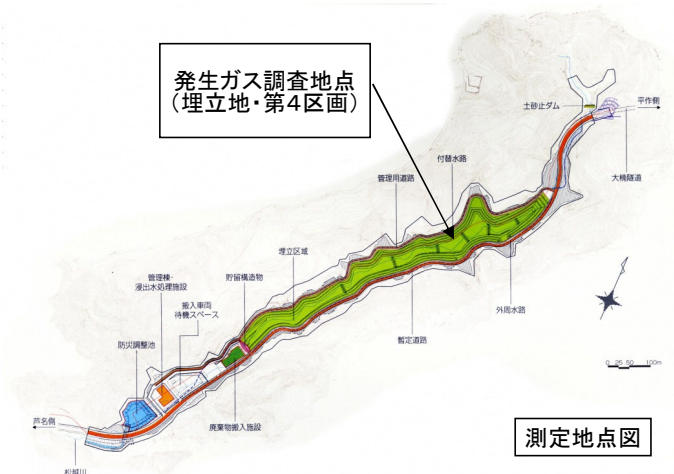 発生ガス調査地点
（埋立地・第４区画）
土砂止ダム
平作側
大楠隧道
付替水路
管理用道路
埋立区域
貯留構造物
管理棟・
浸出水処理施設
搬入車両
待機スペース
防災調整池
外周水路
暫定道路
0 25 50 100m
廃棄物搬入施設
芦名側
松越川
測定地点図